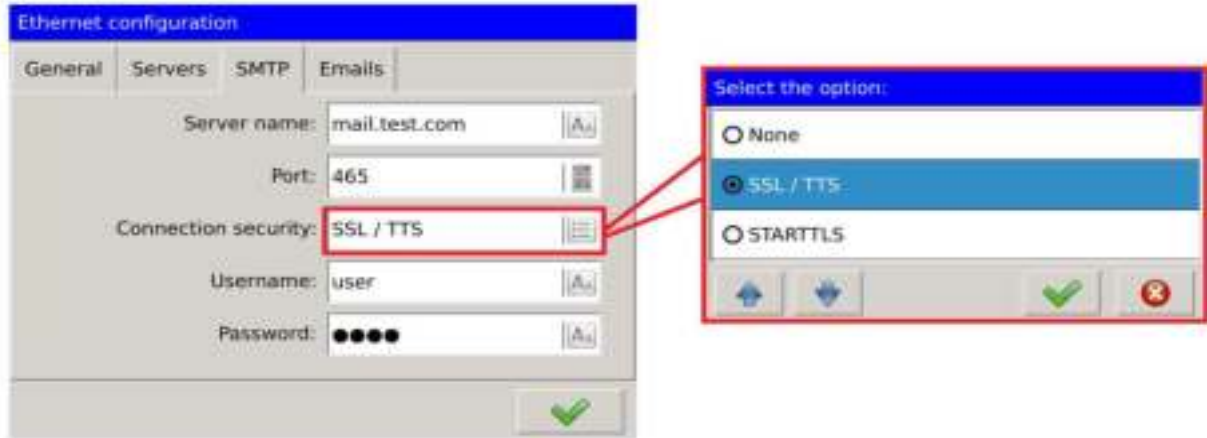 Ethernet configuration
General Servers SMTP Emails
Server name: mail.test.com
Port: 465
Connection security: SSL / TTS
Username: user
Password: ●●●●
Select the option:
None
SSL / TTS
STARTTLS